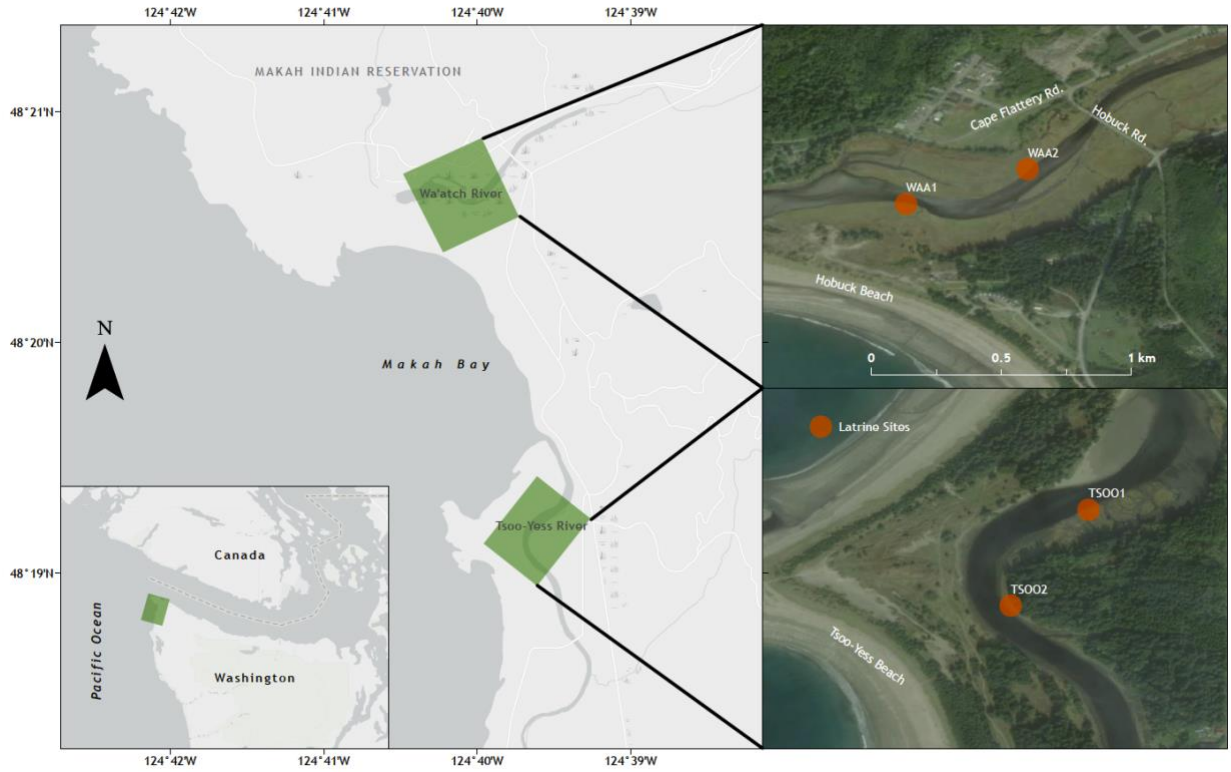 124°42'W
124°41'W
124°40'W
124°39'W
48°21'N
48°20'N
48°19'N
MAKAH INDIAN RESERVATION
Wa'atch River
N
Makah Bay
Tsoo-Yess River
Canada
Pacific Ocean
Washington
124°42'W
124°41'W
124°40'W
124°39'W
Cape Flattery Rd.
Hobuck Rd.
WAA2
WAA1
Hobuck Beach
0 0.5 1 km
Latrine Sites
TSOO1
TSOO2
Tsoo-Yess Beach